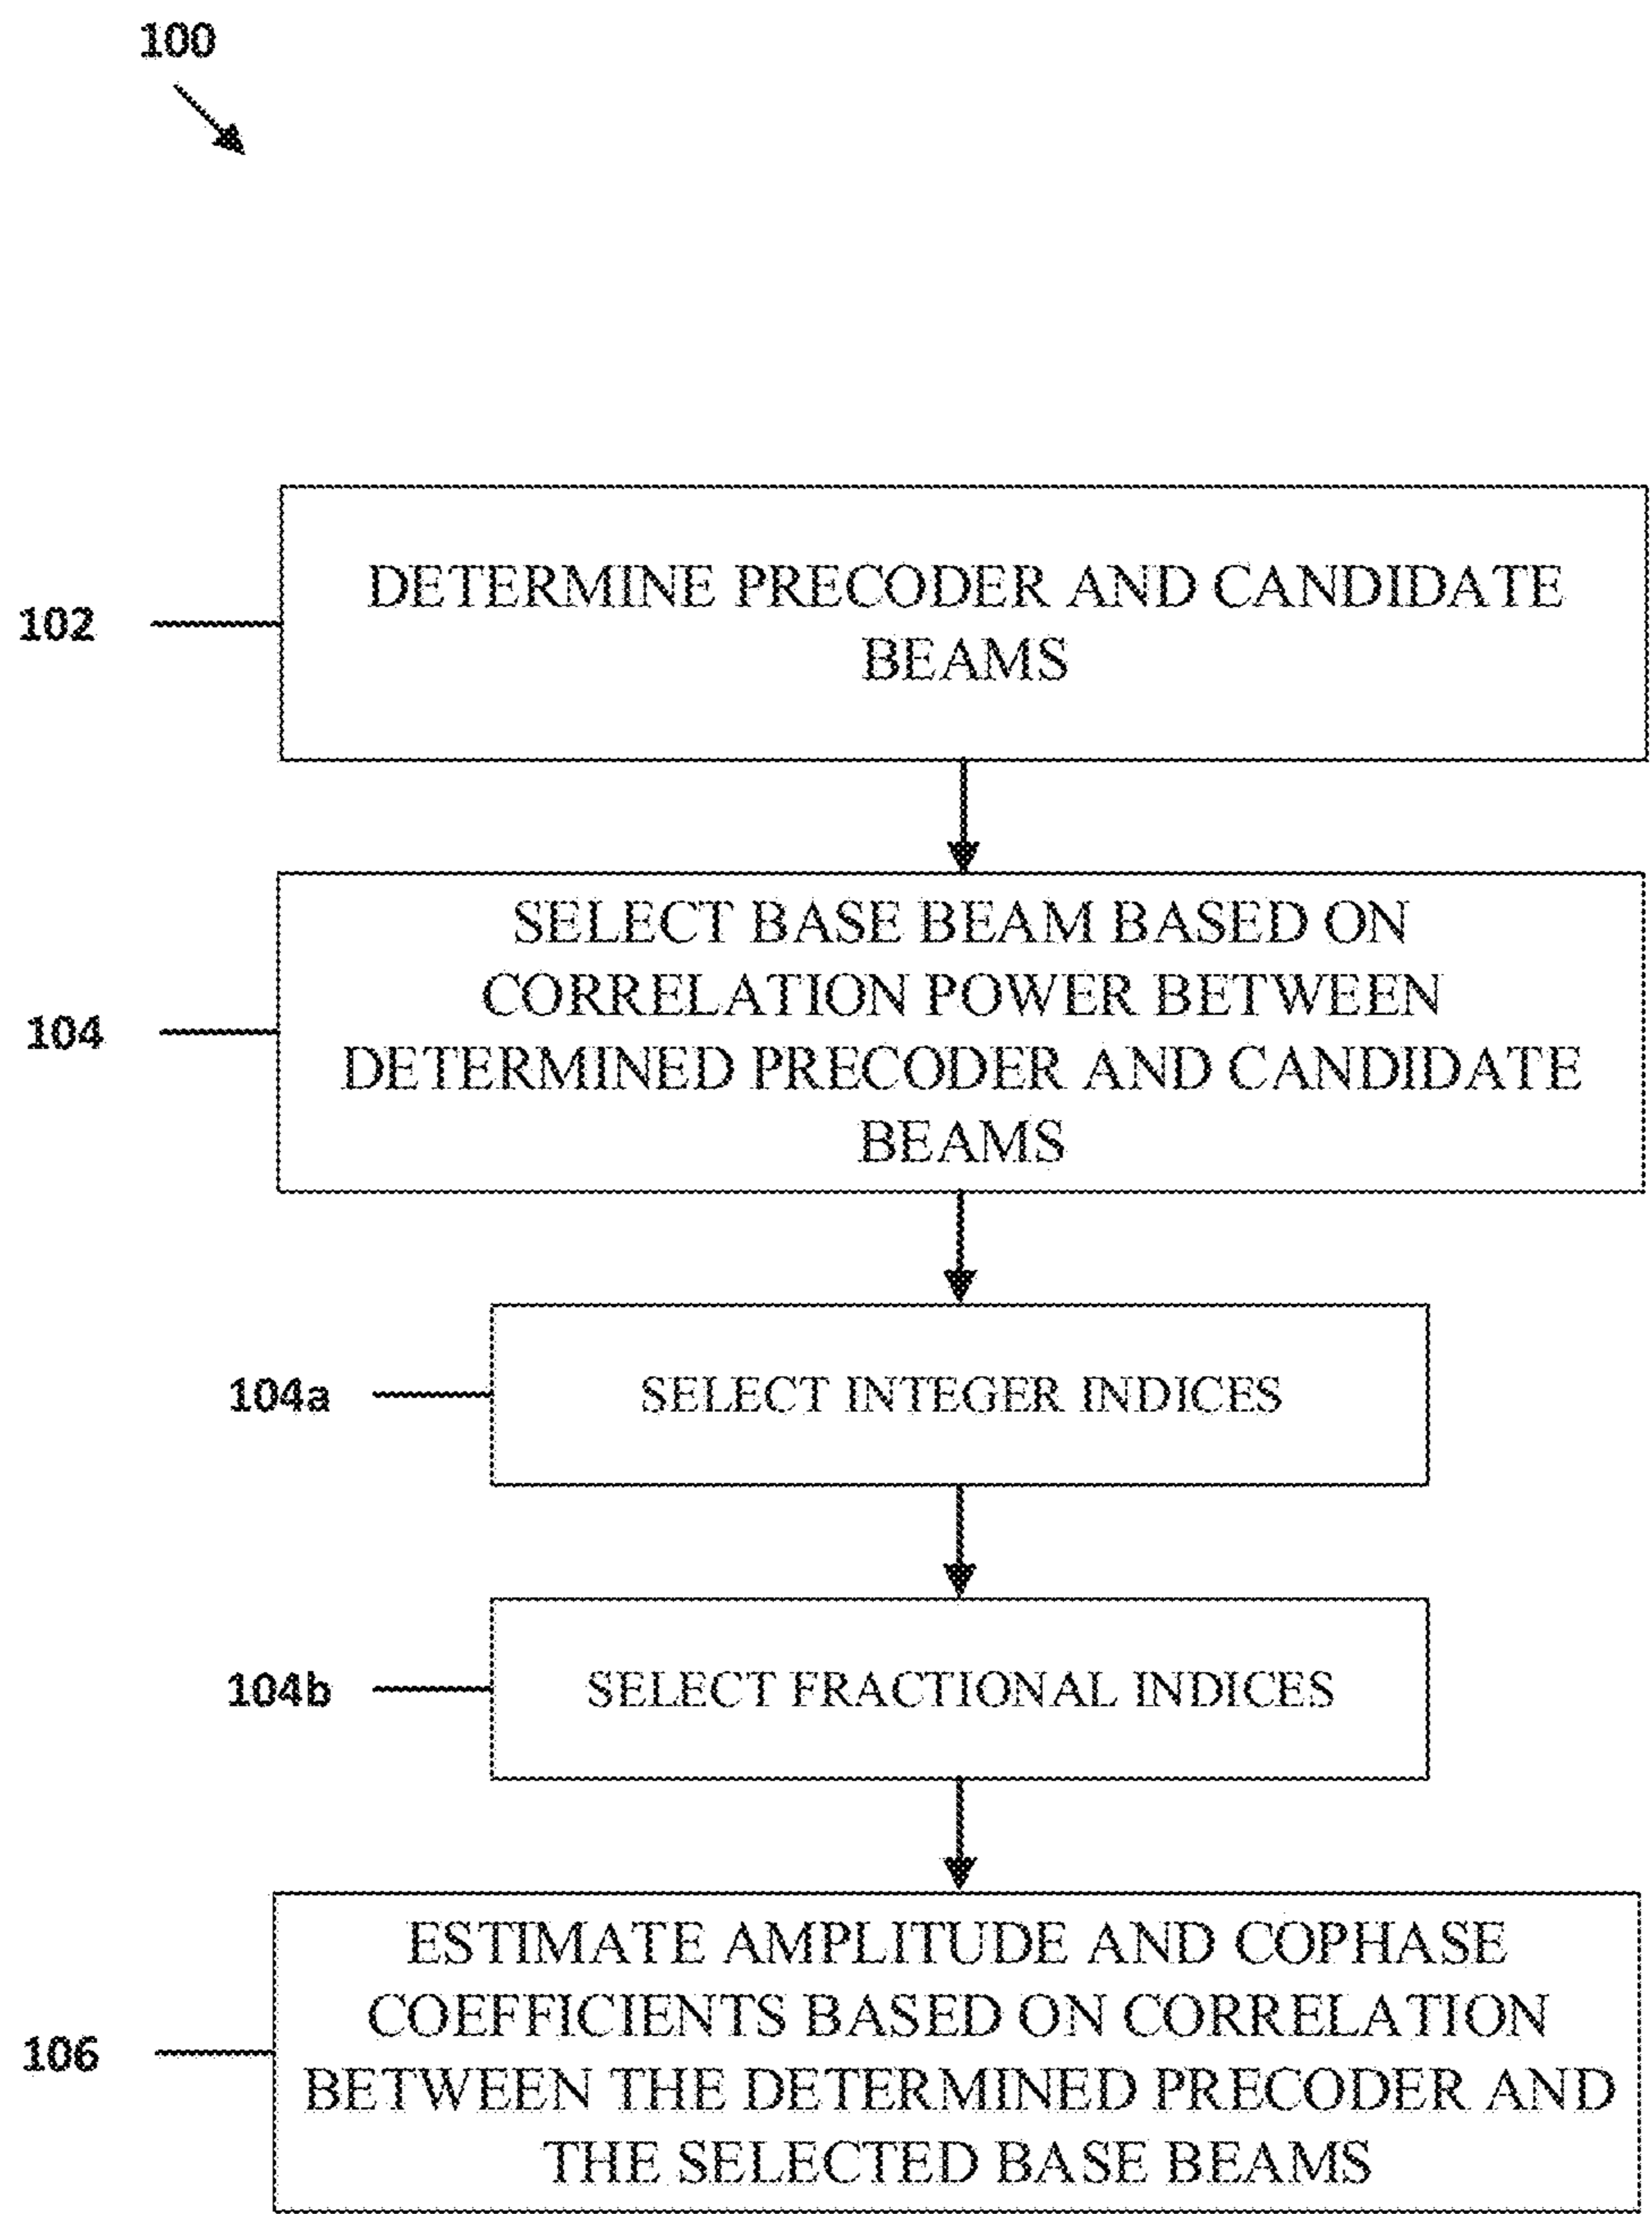 100
102
DETERMINE PRECODER AND CANDIDATE
BEAMS
104
SELECT BASE BEAM BASED ON
CORRELATION POWER BETWEEN
DETERMINED PRECODER AND CANDIDATE
BEAMS
104a
SELECT INTEGER INDICES
104b
SELECT FRACTIONAL INDICES
106
ESTIMATE AMPLITUDE AND COPHASE
COEFFICIENTS BASED ON CORRELATION
BETWEEN THE DETERMINED PRECODER AND
THE SELECTED BASE BEAMS